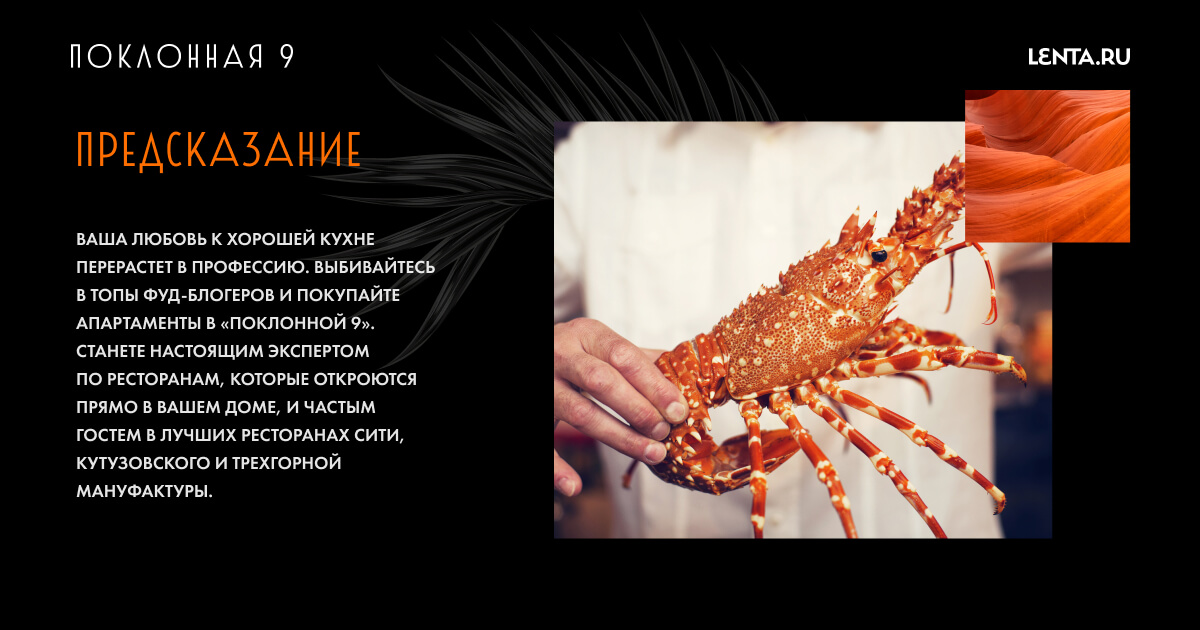 ПОКЛОННАЯ 9
LENTA.RU
ПРЕДСКАЗАНИЕ
ВАША ЛЮБОВЬ К ХОРОШЕЙ КУХНЕ
ПЕРЕРАСТЕТ В ПРОФЕССИЮ. ВЫБИВАЙТЕСЬ
В ТОПЫ ФУД-БЛОГЕРОВ И ПОКУПАЙТЕ
АПАРТАМЕНТЫ В «ПОКЛОННОЙ 9».
СТАНЕТЕ НАСТОЯЩИМ ЭКСПЕРТОМ
ПО РЕСТОРАНАМ, КОТОРЫЕ ОТКРОЮТСЯ
ПРЯМО В ВАШЕМ ДОМЕ, И ЧАСТЫМ
ГОСТЕМ В ЛУЧШИХ РЕСТОРАНАХ СИТИ,
КУТУЗОВСКОГО И ТРЕХГОРНОЙ
МАНУФАКТУРЫ.